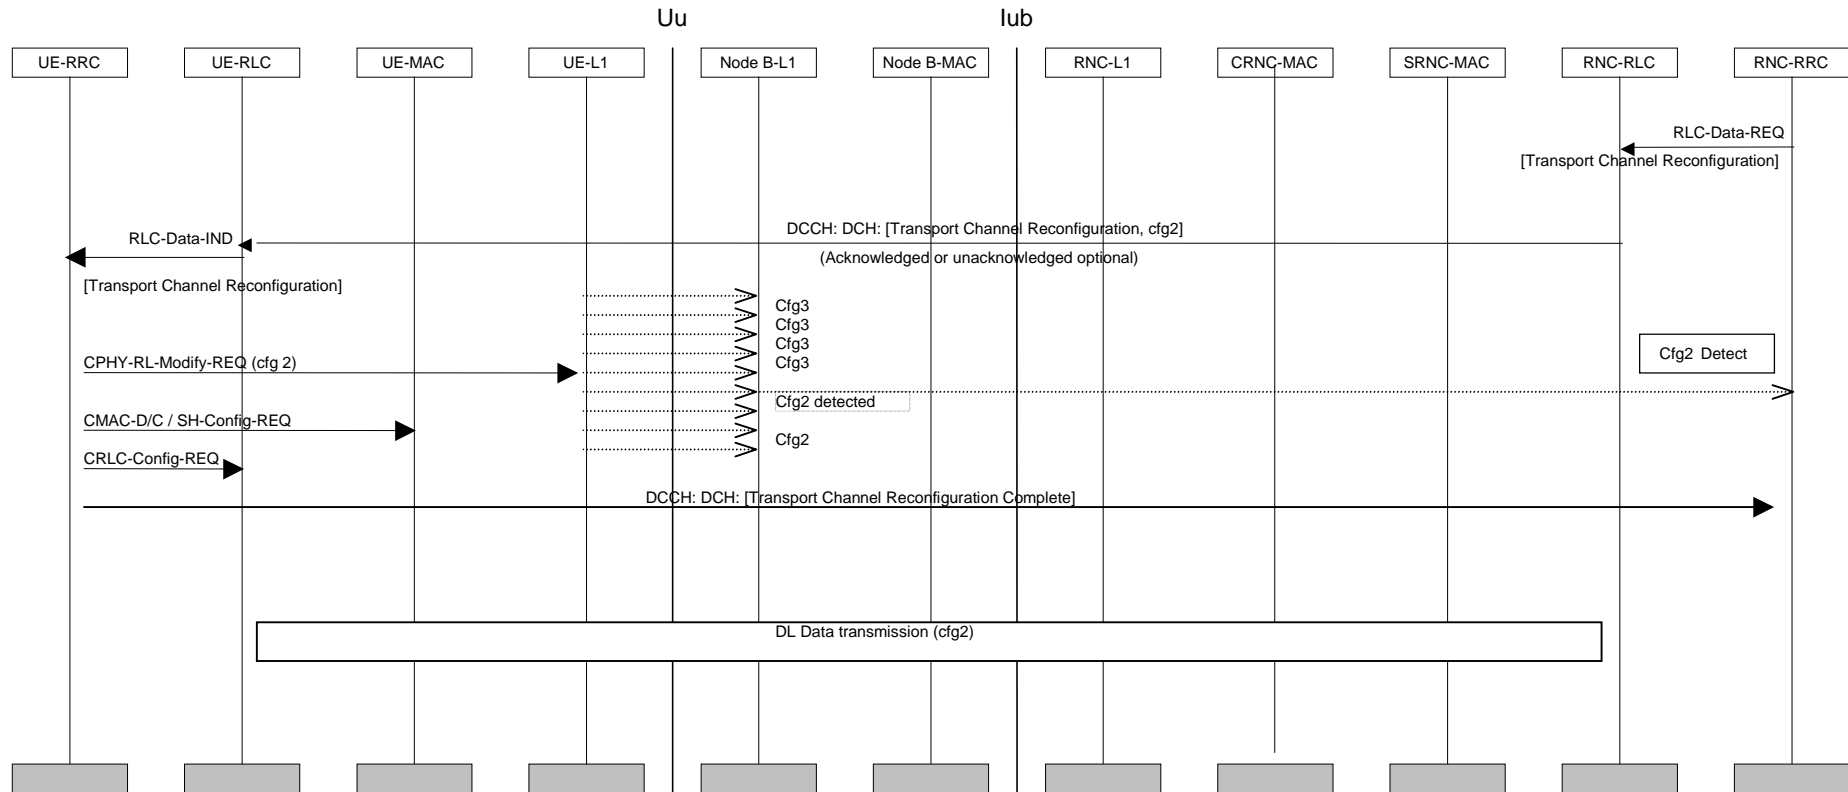 Uu
Iub
UE-RRC
UE-RLC
UE-MAC
UE-L1
Node B-L1
Node B-MAC
RNC-L1
CRNC-MAC
SRNC-MAC
RNC-RLC
RNC-RRC
RLC-Data-REQ
[Transport Channel Reconfiguration]
DCCH: DCH: [Transport Channel Reconfiguration, cfg2]
RLC-Data-IND
(Acknowledged or unacknowledged optional)
[Transport Channel Reconfiguration]
Cfg3
Cfg3
Cfg3
Cfg3
Cfg2 Detect
CPHY-RL-Modify-REQ (cfg 2)
Cfg2 detected
CMAC-D/C / SH-Config-REQ
Cfg2
CRLC-Config-REQ
DCCH: DCH: [Transport Channel Reconfiguration Complete]
DL Data transmission (cfg2)